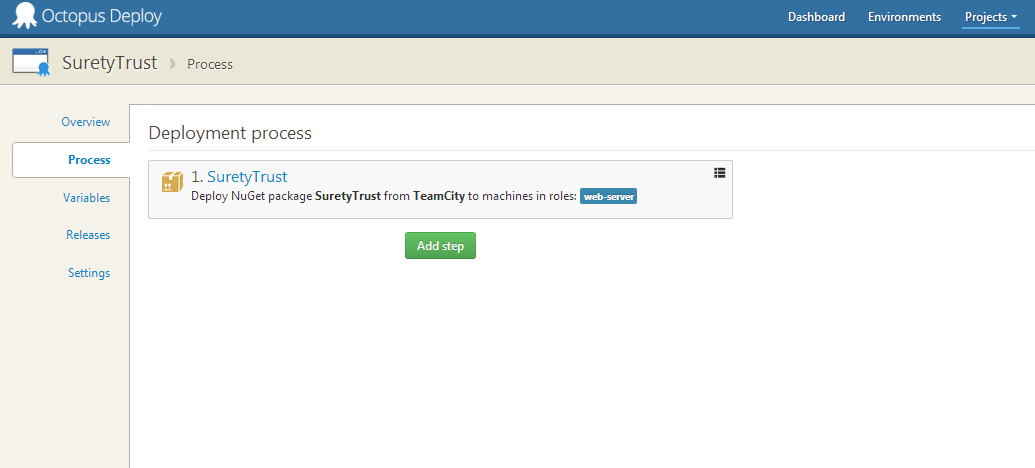 Octopus Deploy Dashboard Environments Projects
SuretyTrust Process
Overview
Process
Variables
Releases
Settings
Deployment process
1. SuretyTrust
Deploy NuGet package SuretyTrust from TeamCity to machines in roles: web-server
Add step